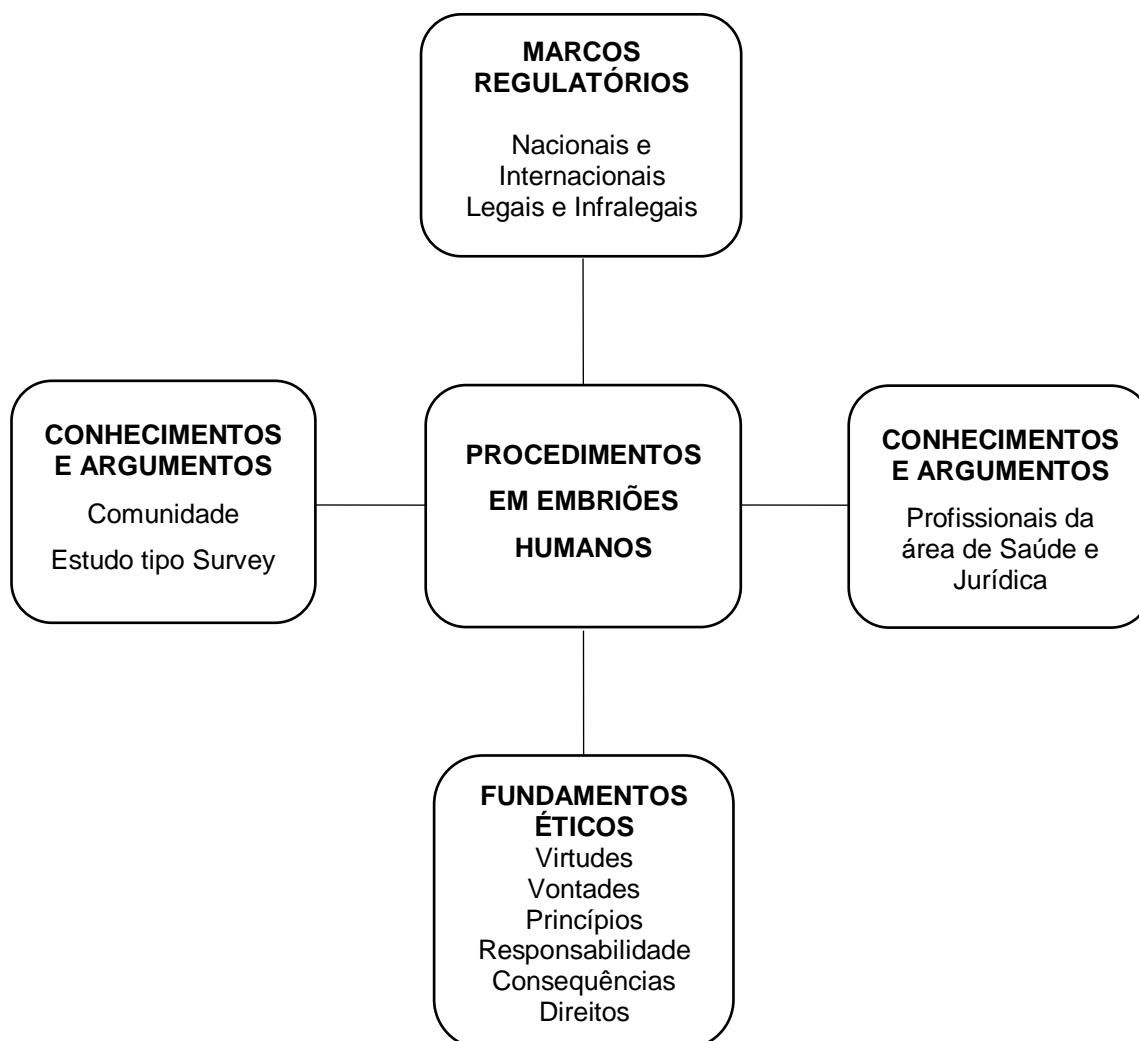 MARCOS
REGULATÓRIOS
Nacionais e
Internacionais
Legais e Infralegais
CONHECIMENTOS
E ARGUMENTOS
Comunidade
Estudo tipo Survey
PROCEDIMENTOS
EM EMBRIÕES
HUMANOS
CONHECIMENTOS
E ARGUMENTOS
Profissionais da
área de Saúde e
Jurídica
FUNDAMENTOS
ÉTICOS
Virtudes
Vontades
Princípios
Responsabilidade
Consequências
Direitos